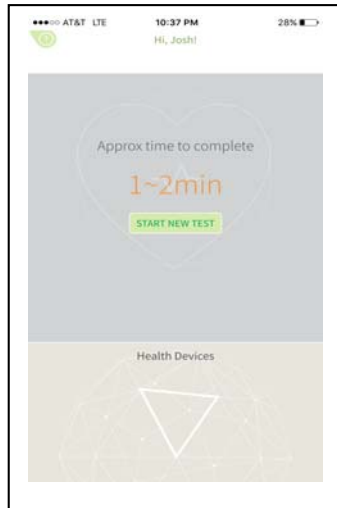 AT&T LTE 10:37 PM 28%
Hi, Josh!
Approx time to complete
1~2min
START NEW TEST
Health Devices